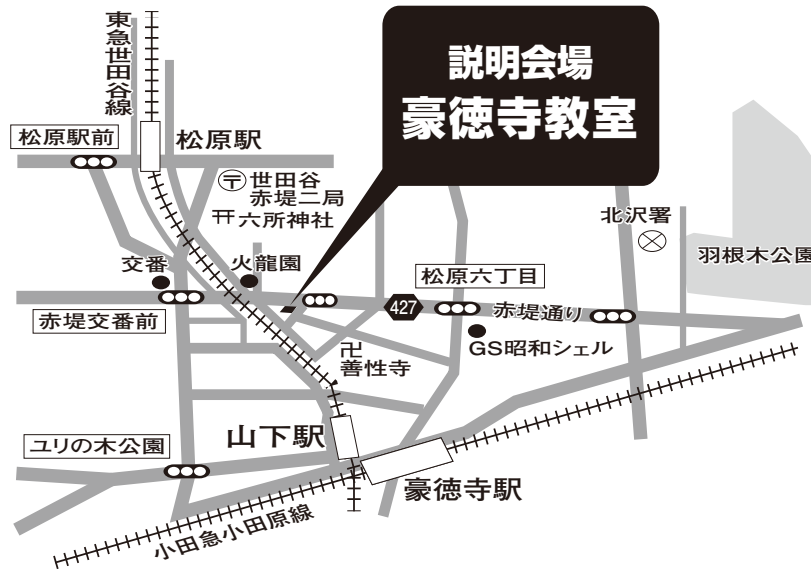 東急世田谷線
説明会場
豪徳寺教室
松原駅前
松原駅
〒世田谷
赤堤二局
六所神社
北沢署
羽根木公園
交番
火龍園
松原六丁目
427
赤堤通り
赤堤交番前
GS昭和シェル
卍
善性寺
山下駅
ユリの木公園
豪徳寺駅
小田急小田原線